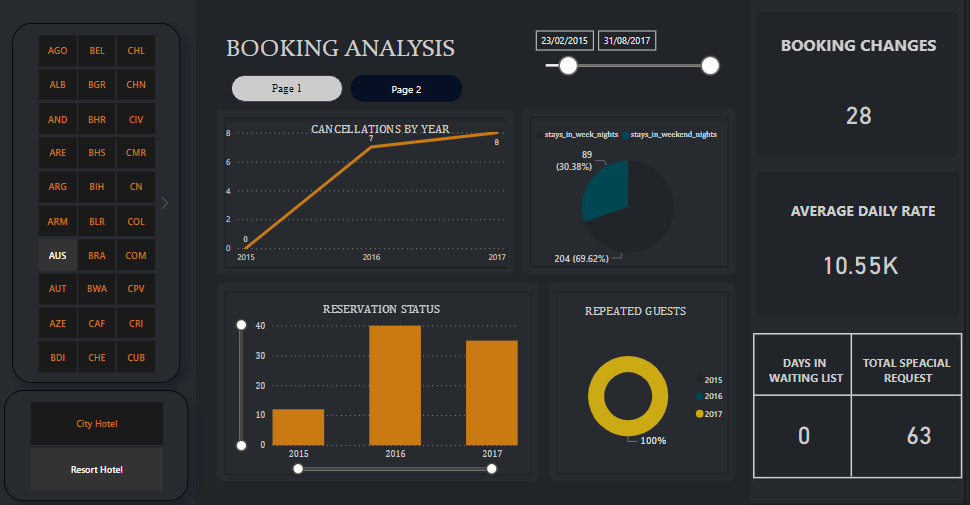 AGO BEL CHL
ALB BGR CHN
AND BHR CIV
ARE BHS CMR
ARG BIH CN
ARM BLR COL
AUS BRA COM
AUT BWA CPV
AZE CAF CRI
BDI CHE CUB
City Hotel
Resort Hotel
BOOKING ANALYSIS
23/02/2015 31/08/2017
Page 1 Page 2
CANCELLATIONS BY YEAR
8
6
4
2
0
0
7
8
2015 2016 2017
stays_in_week_nights stays_in_weekend_nights
89
(30.38%)
204 (69.62%)
RESERVATION STATUS
40
30
20
10
0
2015 2016 2017
REPEATED GUESTS
2015
2016
2017
100%
BOOKING CHANGES
28
AVERAGE DAILY RATE
10.55K
DAYS IN
WAITING LIST
TOTAL SPEACIAL
REQUEST
0
63